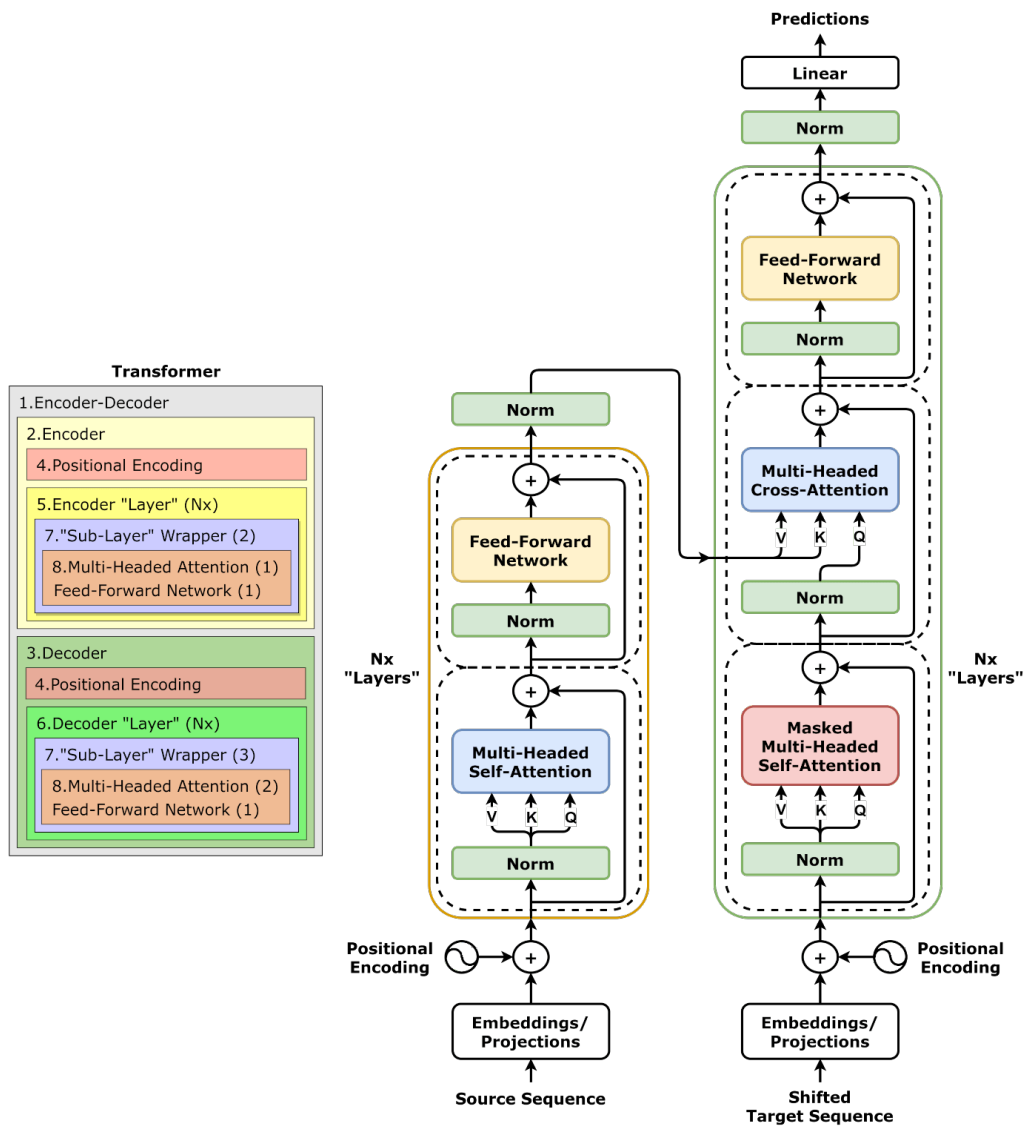 Transformer
1.Encoder-Decoder
2.Encoder
4.Positional Encoding
5.Encoder "Layer" (Nx)
7."Sub-Layer" Wrapper (2)
8.Multi-Headed Attention (1)
Feed-Forward Network (1)
3.Decoder
4.Positional Encoding
6.Decoder "Layer" (Nx)
7."Sub-Layer" Wrapper (3)
8.Multi-Headed Attention (2)
Feed-Forward Network (1)
Norm
+
Feed-Forward
Network
Norm
Nx
"Layers"
+
Multi-Headed
Self-Attention
V K Q
Norm
Positional
Encoding
+
Embeddings/
Projections
Source Sequence
Predictions
Linear
Norm
+
Feed-Forward
Network
Norm
+
Multi-Headed
Cross-Attention
V K Q
Norm
Nx
"Layers"
+
Masked
Multi-Headed
Self-Attention
V K Q
Norm
+
Positional
Encoding
Embeddings/
Projections
Shifted
Target Sequence